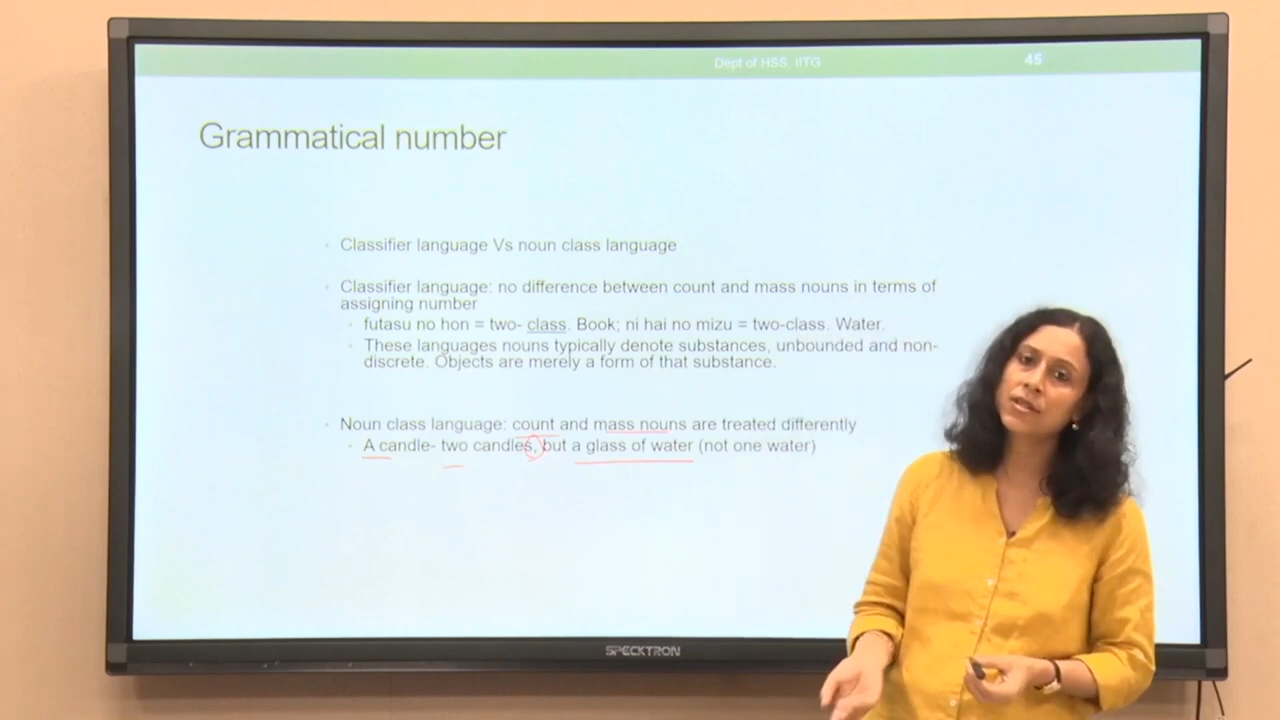 Dept of HSS, IITG 45
Grammatical number
Classifier language Vs noun class language
Classifier language: no difference between count and mass nouns in terms of
assigning number
futasu no hon = two- class. Book; ni hai no mizu = two-class. Water.
These languages nouns typically denote substances, unbounded and non-
discrete. Objects are merely a form of that substance.
Noun class language: count and mass nouns are treated differently
A candle- two candles, but a glass of water (not one water)
SPECKTRON